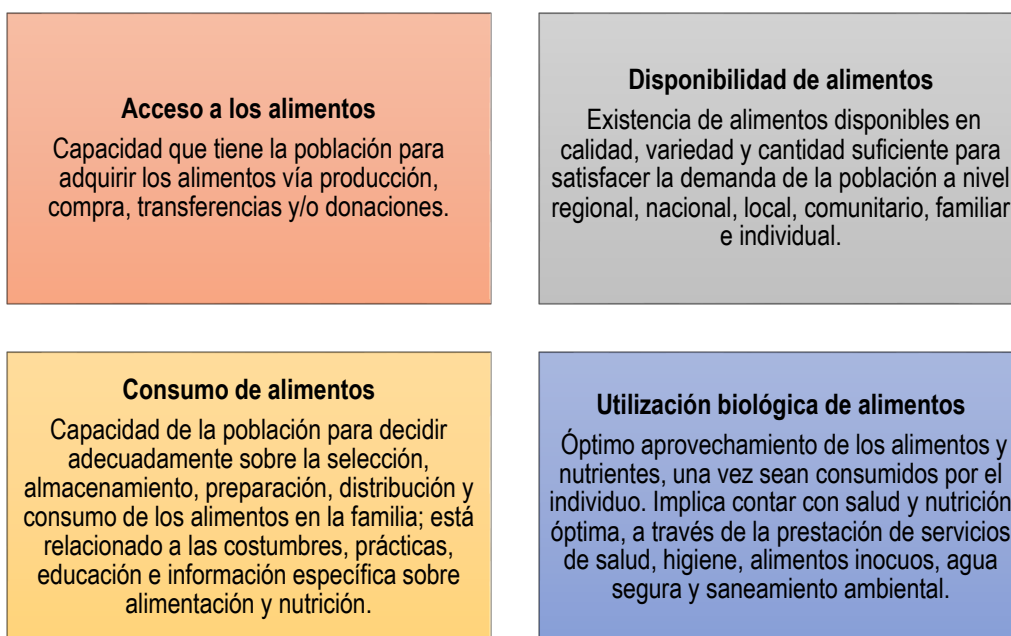 Acceso a los alimentos
Capacidad que tiene la población para
adquirir los alimentos vía producción,
compra, transferencias y/o donaciones.
Disponibilidad de alimentos
Existencia de alimentos disponibles en
calidad, variedad y cantidad suficiente para
satisfacer la demanda de la población a nivel
regional, nacional, local, comunitario, familiar
e individual.
Consumo de alimentos
Capacidad de la población para decidir
adecuadamente sobre la selección,
almacenamiento, preparación, distribución y
consumo de los alimentos en la familia; está
relacionado a las costumbres, prácticas,
educación e información específica sobre
alimentación y nutrición.
Utilización biológica de alimentos
Óptimo aprovechamiento de los alimentos y
nutrientes, una vez sean consumidos por el
individuo. Implica contar con salud y nutrición
óptima, a través de la prestación de servicios
de salud, higiene, alimentos inocuos, agua
segura y saneamiento ambiental.